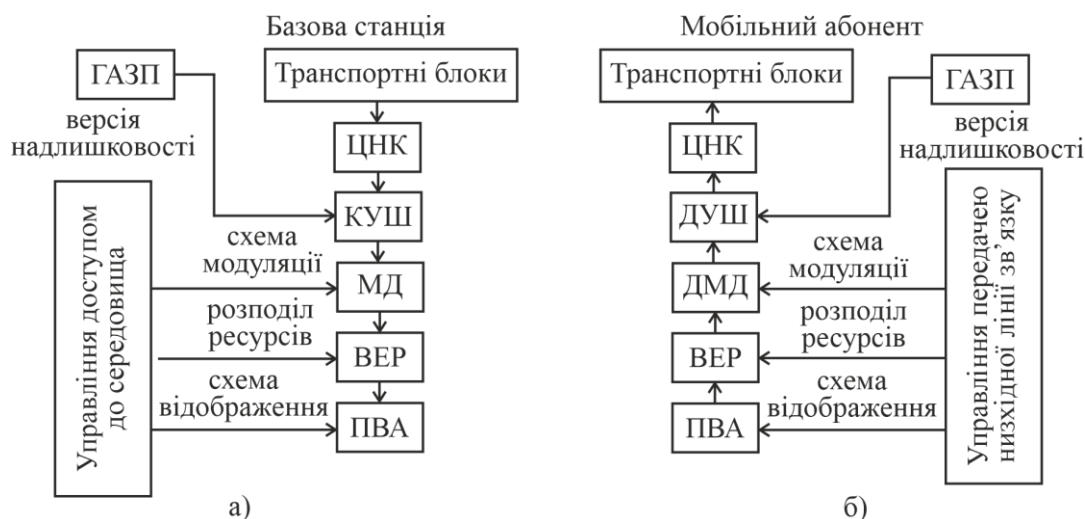 Базова станція
ГАЗП
Транспортні блоки
версія
надлишковості
ЦНК
КУШ
схема
модуляції
МД
розподіл
ресурсів
ВЕР
схема
відображення
ПВА
Управління доступом
до середовища
а)
Мобільний абонент
Транспортні блоки
ГАЗП
версія
надлишковості
ЦНК
ДУШ
схема
модуляції
ДМД
розподіл
ресурсів
ВЕР
схема
відображення
ПВА
Управління передачею
низхідної лінії зв’язку
б)